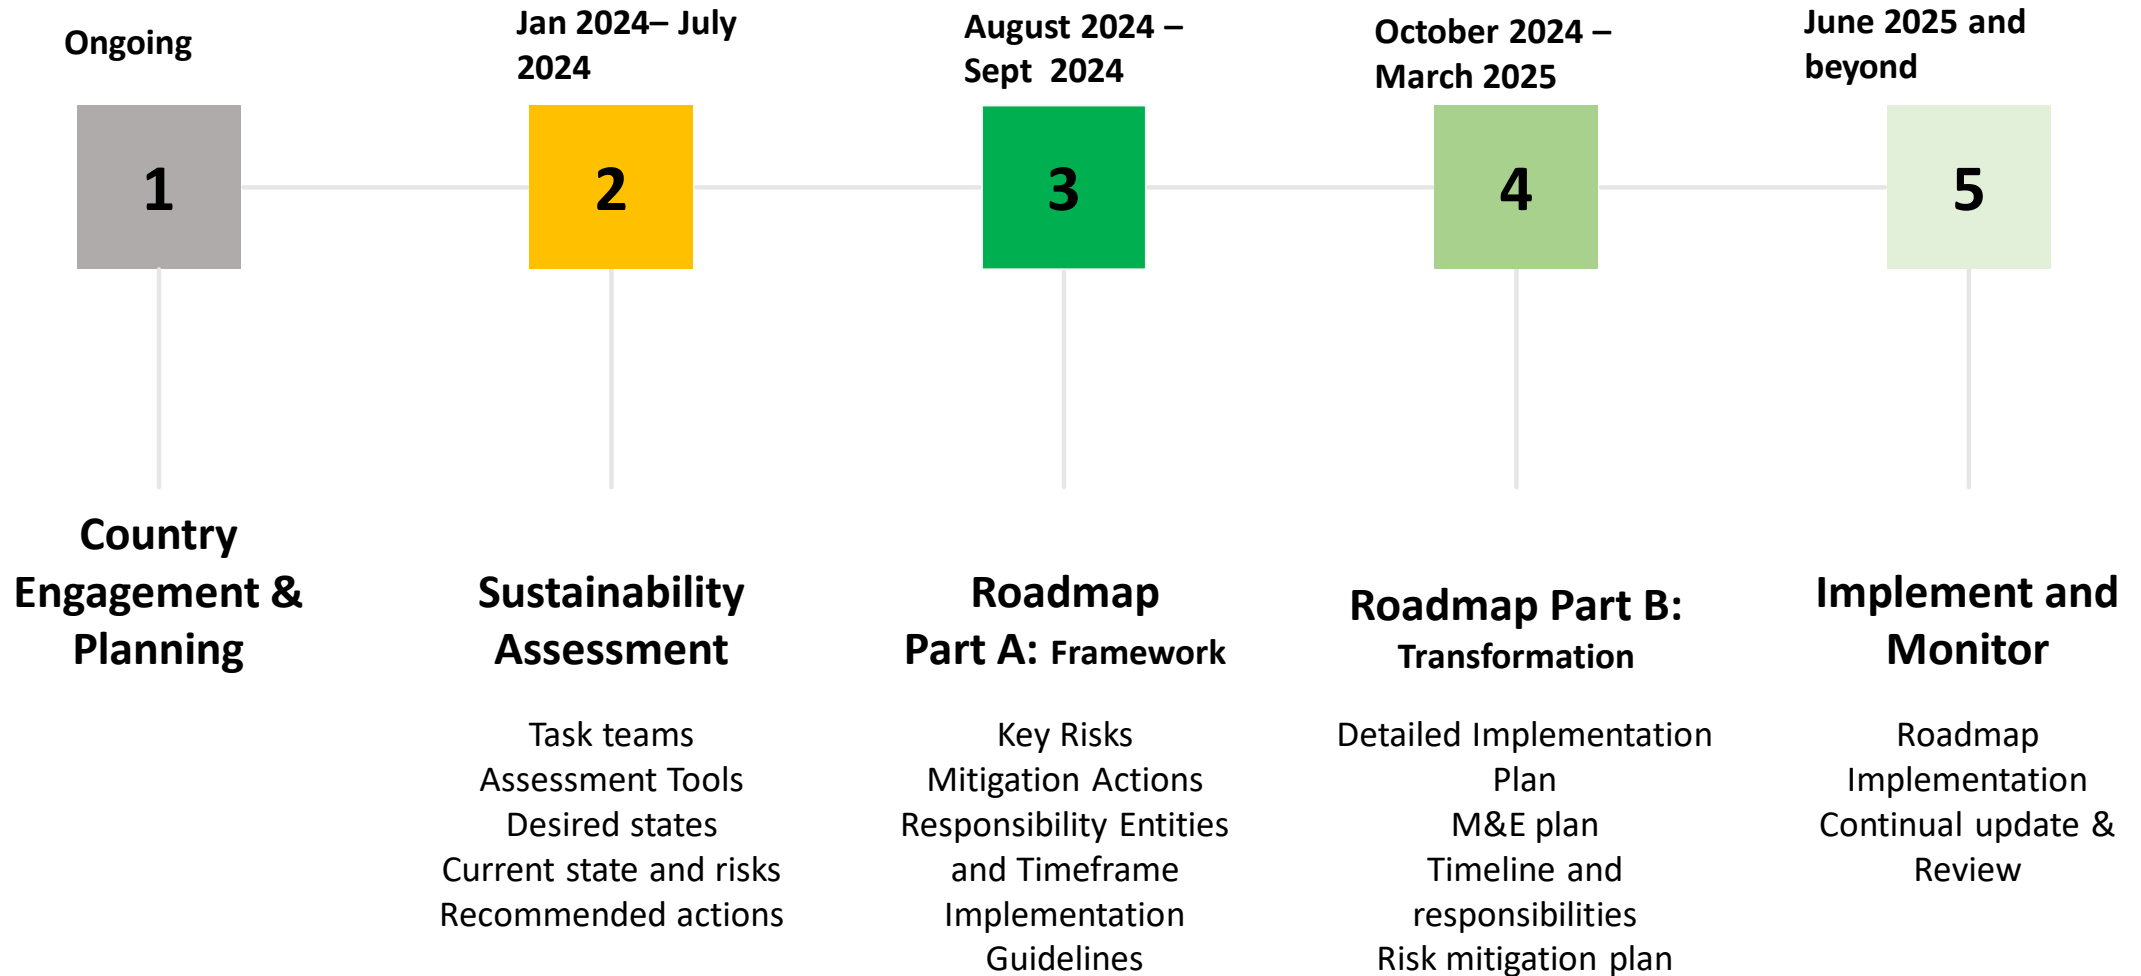 Ongoing
Jan 2024– July
2024
August 2024 –
Sept 2024
October 2024 –
March 2025
June 2025 and
beyond
1
2
3
4
5
Country
Engagement &
Planning
Sustainability
Assessment
Task teams
Assessment Tools
Desired states
Current state and risks
Recommended actions
Roadmap
Part A: Framework
Key Risks
Mitigation Actions
Responsibility Entities
and Timeframe
Implementation
Guidelines
Roadmap Part B:
Transformation
Detailed Implementation
Plan
M&E plan
Timeline and
responsibilities
Risk mitigation plan
Implement and
Monitor
Roadmap
Implementation
Continual update &
Review